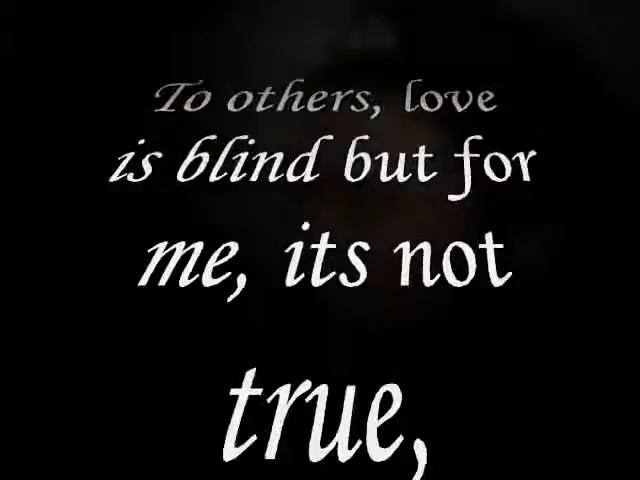 To others, love
is blind but for
me, its not
true,